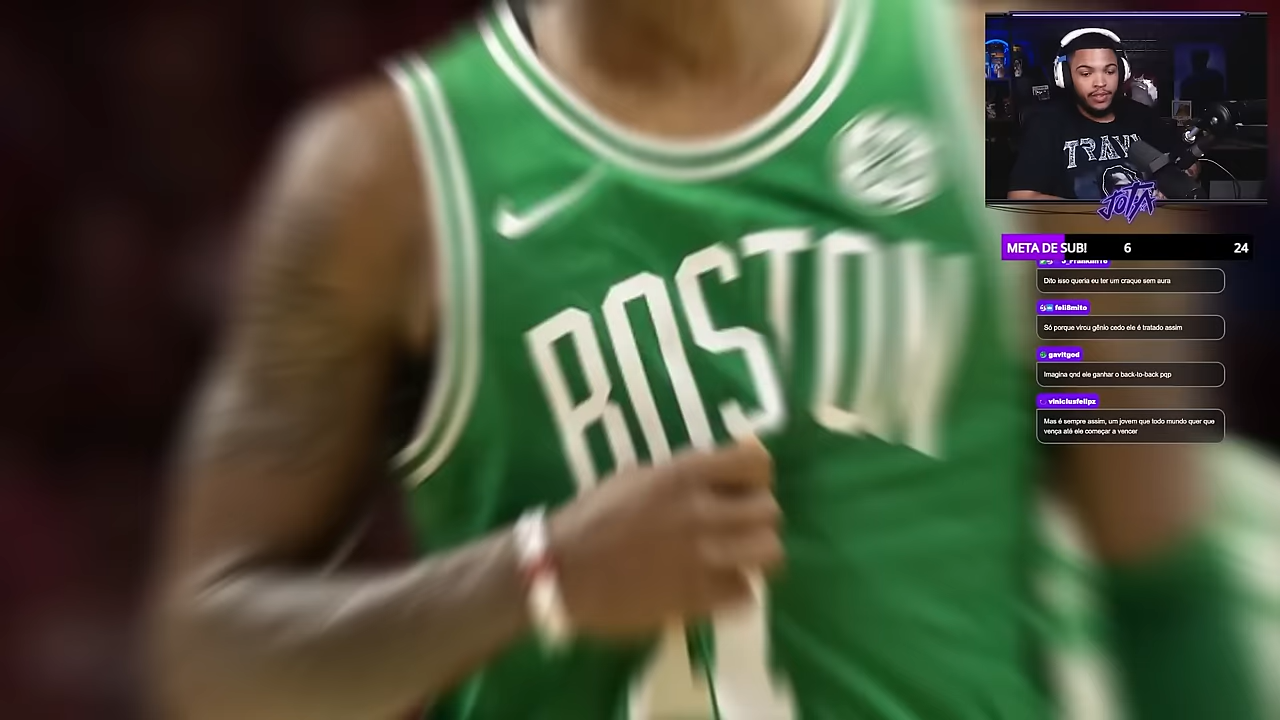 BOSTON
TRAV
JOTA
META DE SUB! 6 24
Dito isso queria eu ter um craque sem aura
feli8mito
Só porque virou gênio cedo ele é tratado assim
gavitgod
Imagina qnd ele ganhar o back-to-back pqp
viniciusfelipz
Mas é sempre assim, um jovem que todo mundo quer que
vença até ele começar a vencer